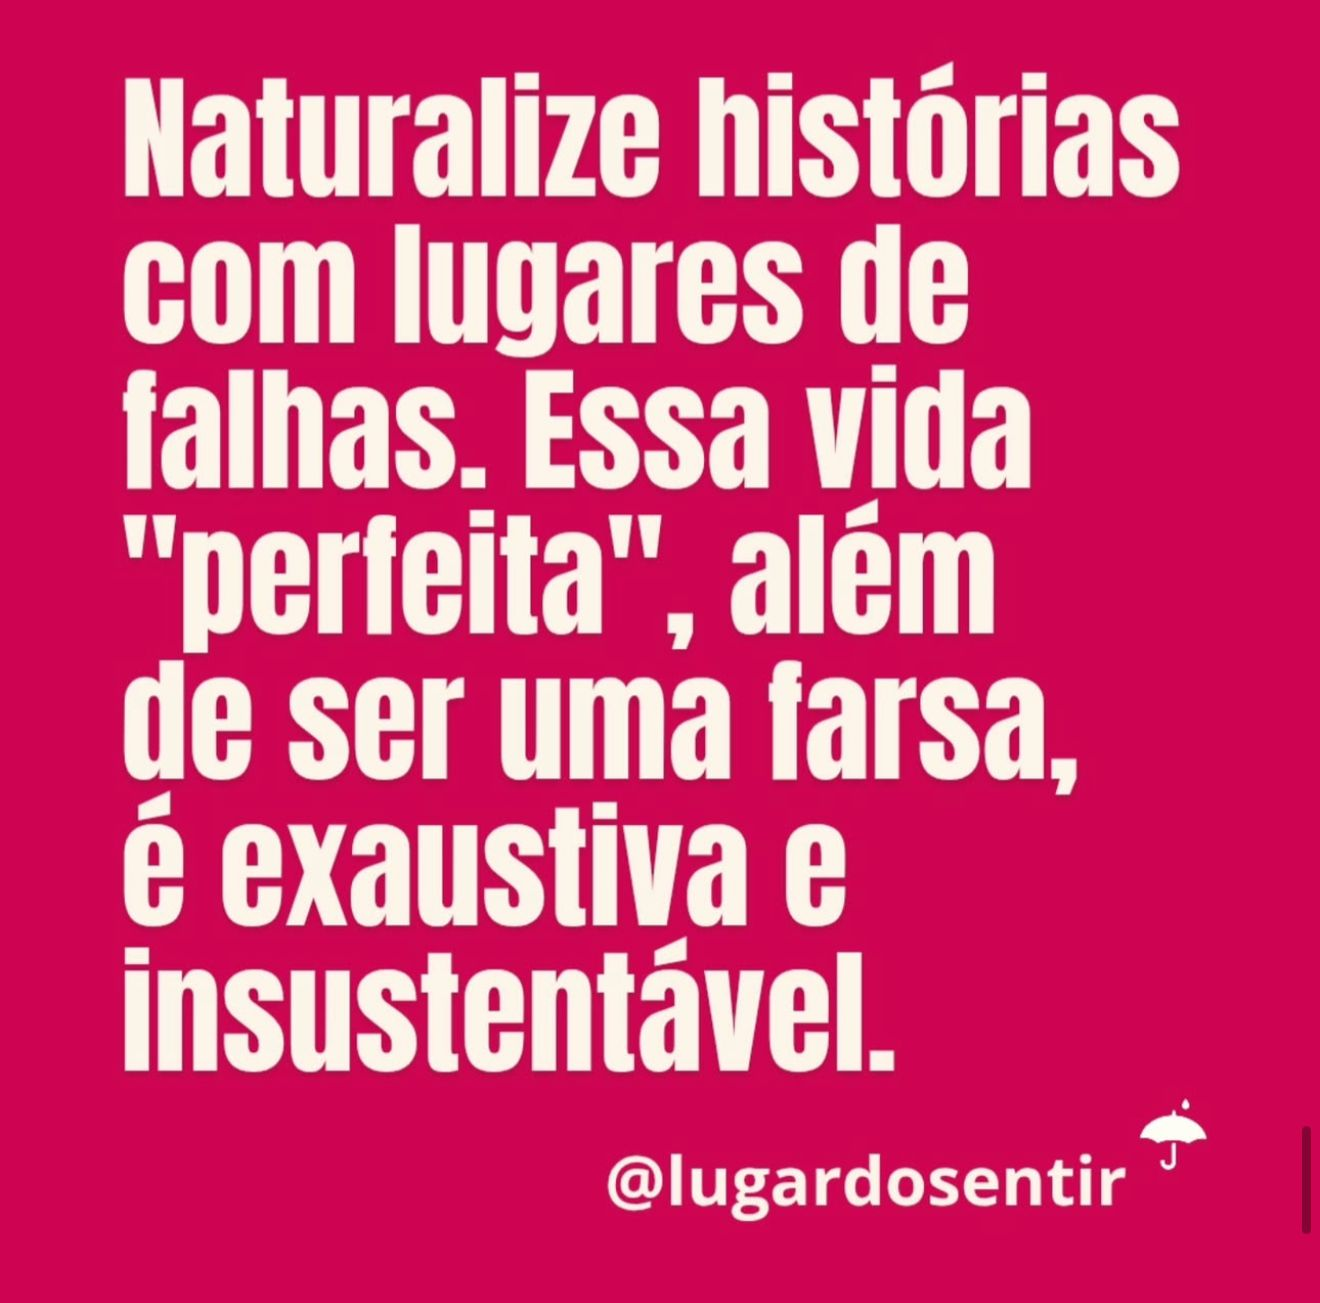 Naturalize histórias
com lugares de
falhas. Essa vida
"perfeita", além
de ser uma farsa,
é exaustiva e
insustentável.
@lugardosentir